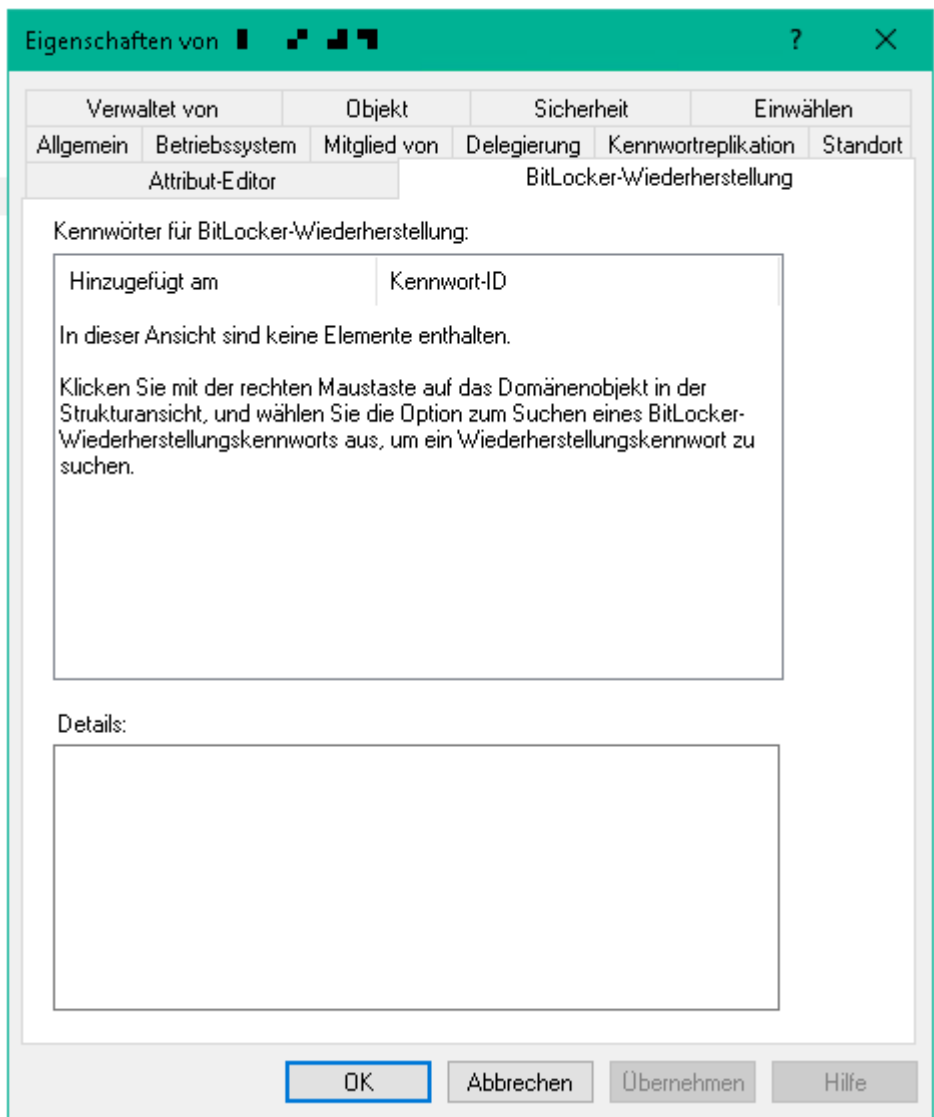 Eigenschaften von
?
Verwaltet von Objekt Sicherheit Einwählen
Allgemein Betriebssystem Mitglied von Delegierung Kennwortreplikation Standort
Attribut-Editor BitLocker-Wiederherstellung
Kennwörter für BitLocker-Wiederherstellung:
Hinzugefügt am Kennwort-ID
In dieser Ansicht sind keine Elemente enthalten.
Klicken Sie mit der rechten Maustaste auf das Domänenobjekt in der
Strukturansicht, und wählen Sie die Option zum Suchen eines BitLocker-
Wiederherstellungskennworts aus, um ein Wiederherstellungskennwort zu
suchen.
Details:
OK Abbrechen Übernehmen Hilfe